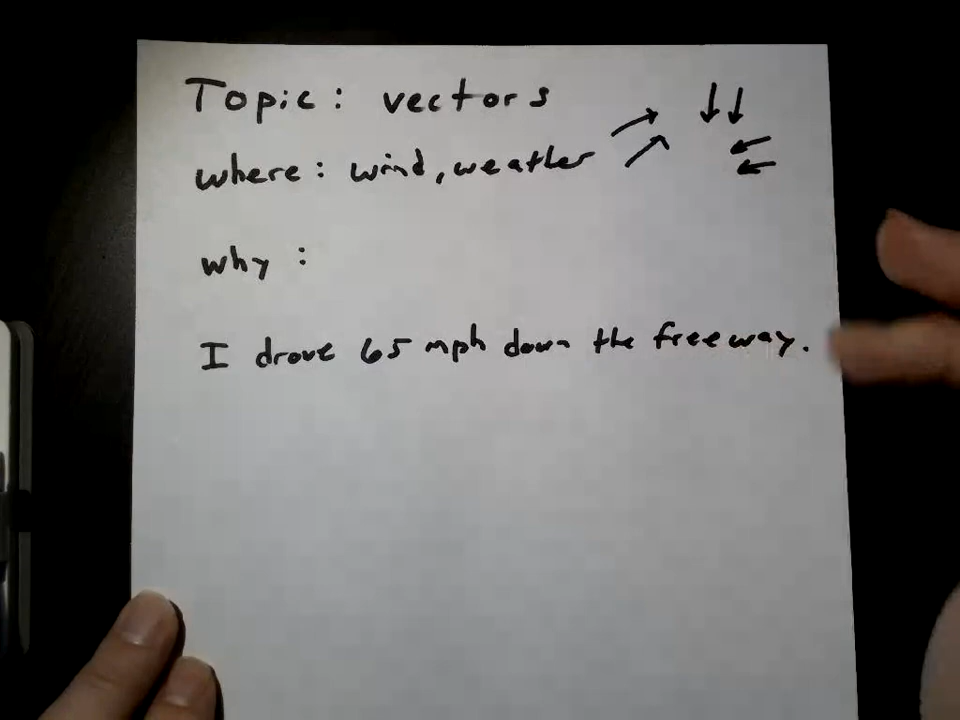 Topic: vectors
where: wind, weather
why:
I drove 65 mph down the freeway.